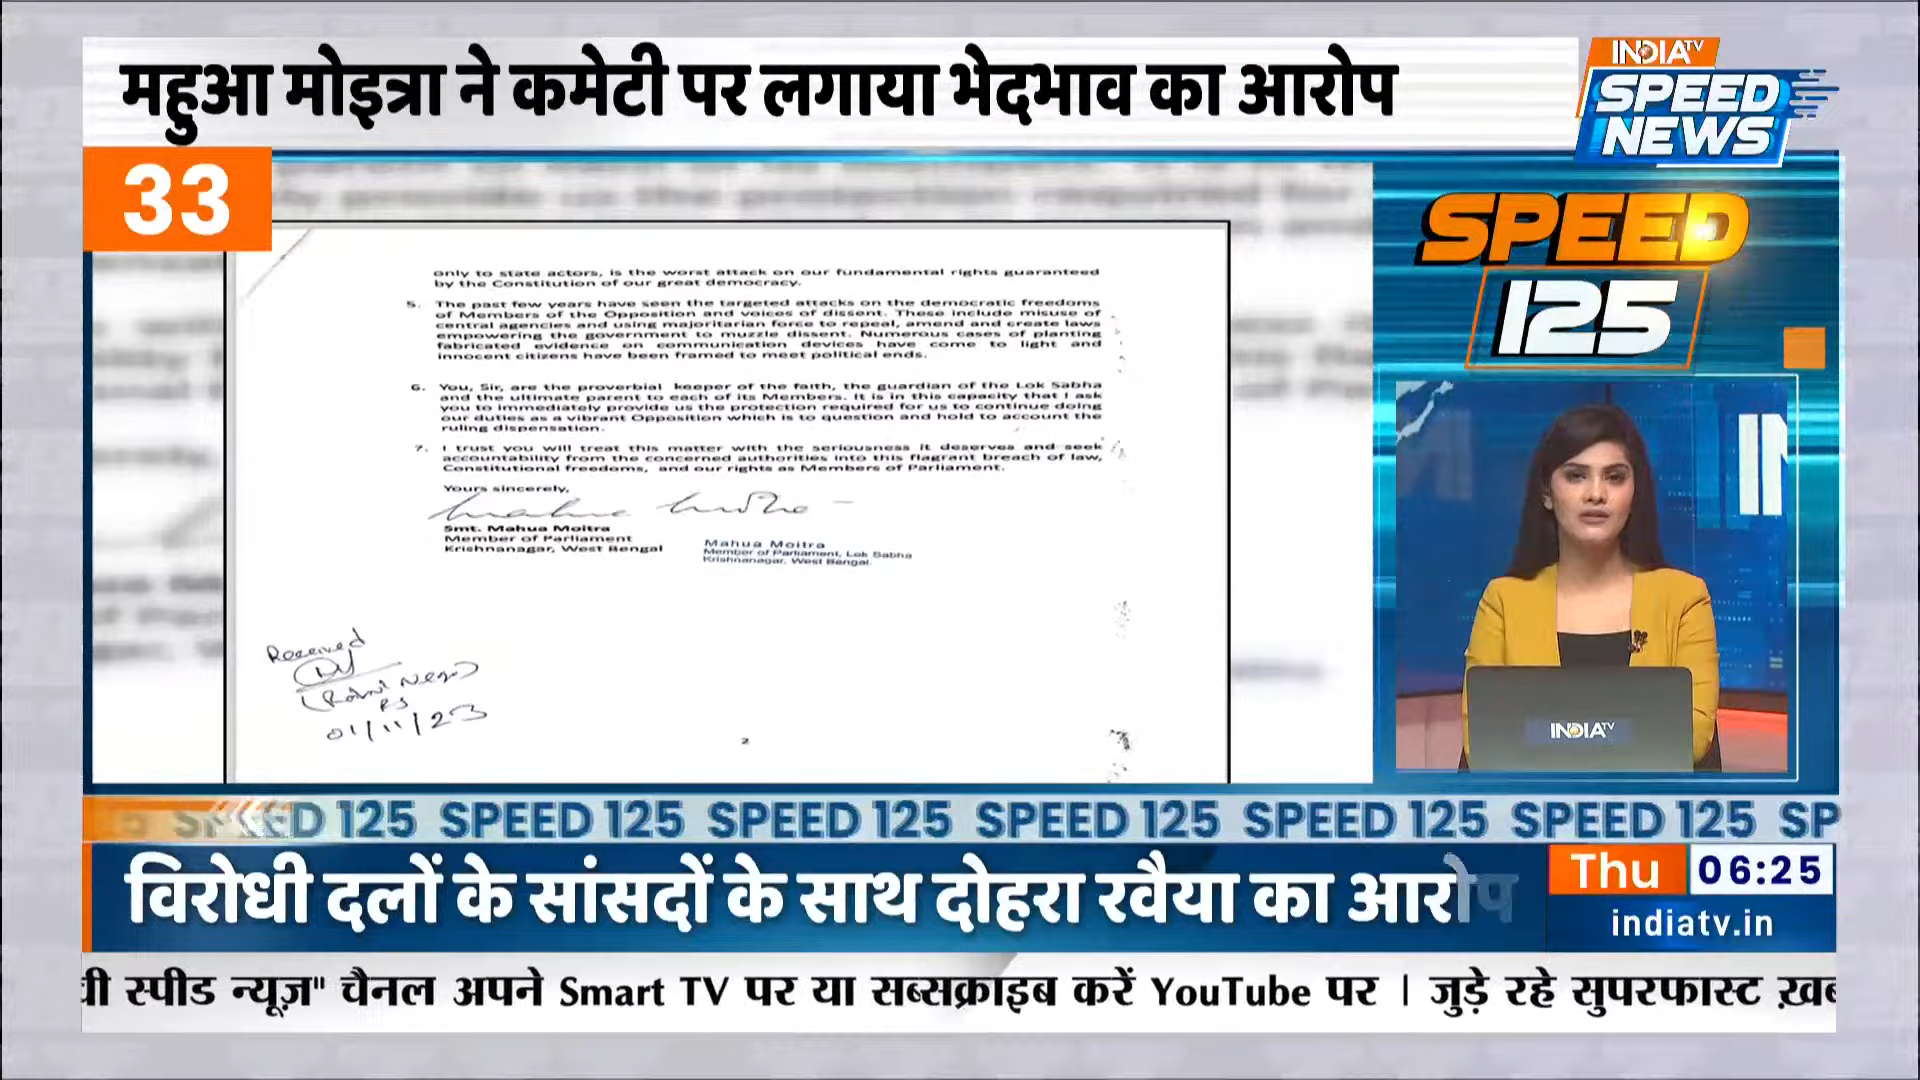 महुआ मोइत्रा ने कमेटी पर लगाया भेदभाव का आरोप
INDIA TV
SPEED
NEWS
33
SPEED
125
only to state actors, is the worst attack on our fundamental rights guaranteed
by the Constitution of our great democracy.
5. The past few years have seen the targeted attacks on the democratic freedoms
of Members of the Opposition and voices of dissent. These include misuse of
central agencies and using majoritarian force to repeal, amend and create laws
empowering the government to muzzle dissent. Numerous cases of planting
fabricated evidence on communication devices have come to light and
innocent citizens have been framed to meet political ends.
6. You, Sir, are the proverbial keeper of the faith, the guardian of the Lok Sabha
and the ultimate parent to each of its Members. It is in this capacity that I ask
you to immediately provide us the protection required for us to continue doing
our duties as a vibrant Opposition which is to question and hold to account the
ruling dispensation.
7. I trust you will treat this matter with the seriousness it deserves and seek
accountability from the concerned authorities into this flagrant breach of law,
Constitutional freedoms, and our rights as Members of Parliament.
Yours sincerely,
Smt. Mahua Moitra
Member of Parliament
Krishnanagar, West Bengal
Mahua Moitra
Member of Parliament, Lok Sabha
Krishnanagar, West Bengal
Received
01/11/23
2
INDIA TV
SPEED 125 SPEED 125 SPEED 125 SPEED 125 SPEED 125 SP
विरोधी दलों के सांसदों के साथ दोहरा रवैया का आरोप
Thu 06:25
indiatv.in
स्पीड न्यूज़" चैनल अपने Smart TV पर या सब्सक्राइब करें YouTube पर | जुड़े रहे सुपरफास्ट